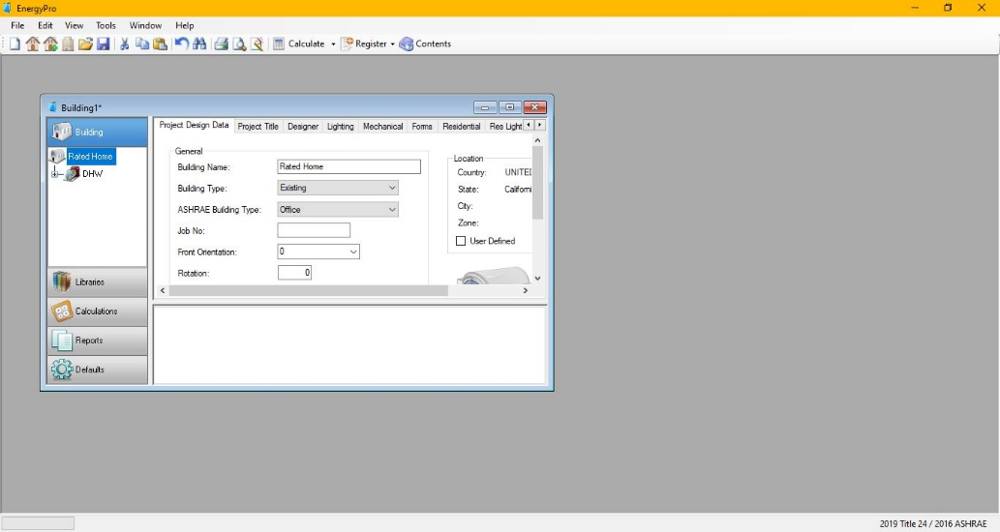 EnergyPro
File Edit View Tools Window Help
Calculate Register Contents
Building1*
Building
Rated Home
DHW
Libraries
Calculations
Reports
Defaults
Project Design Data Project Title Designer Lighting Mechanical Forms Residential Res Light
General
Building Name: Rated Home
Building Type: Existing
ASHRAE Building Type: Office
Job No:
Front Orientation: 0
Rotation: 0
Location
Country: UNITE
State: Californi
City:
Zone:
User Defined
2019 Title 24 / 2016 ASHRAE